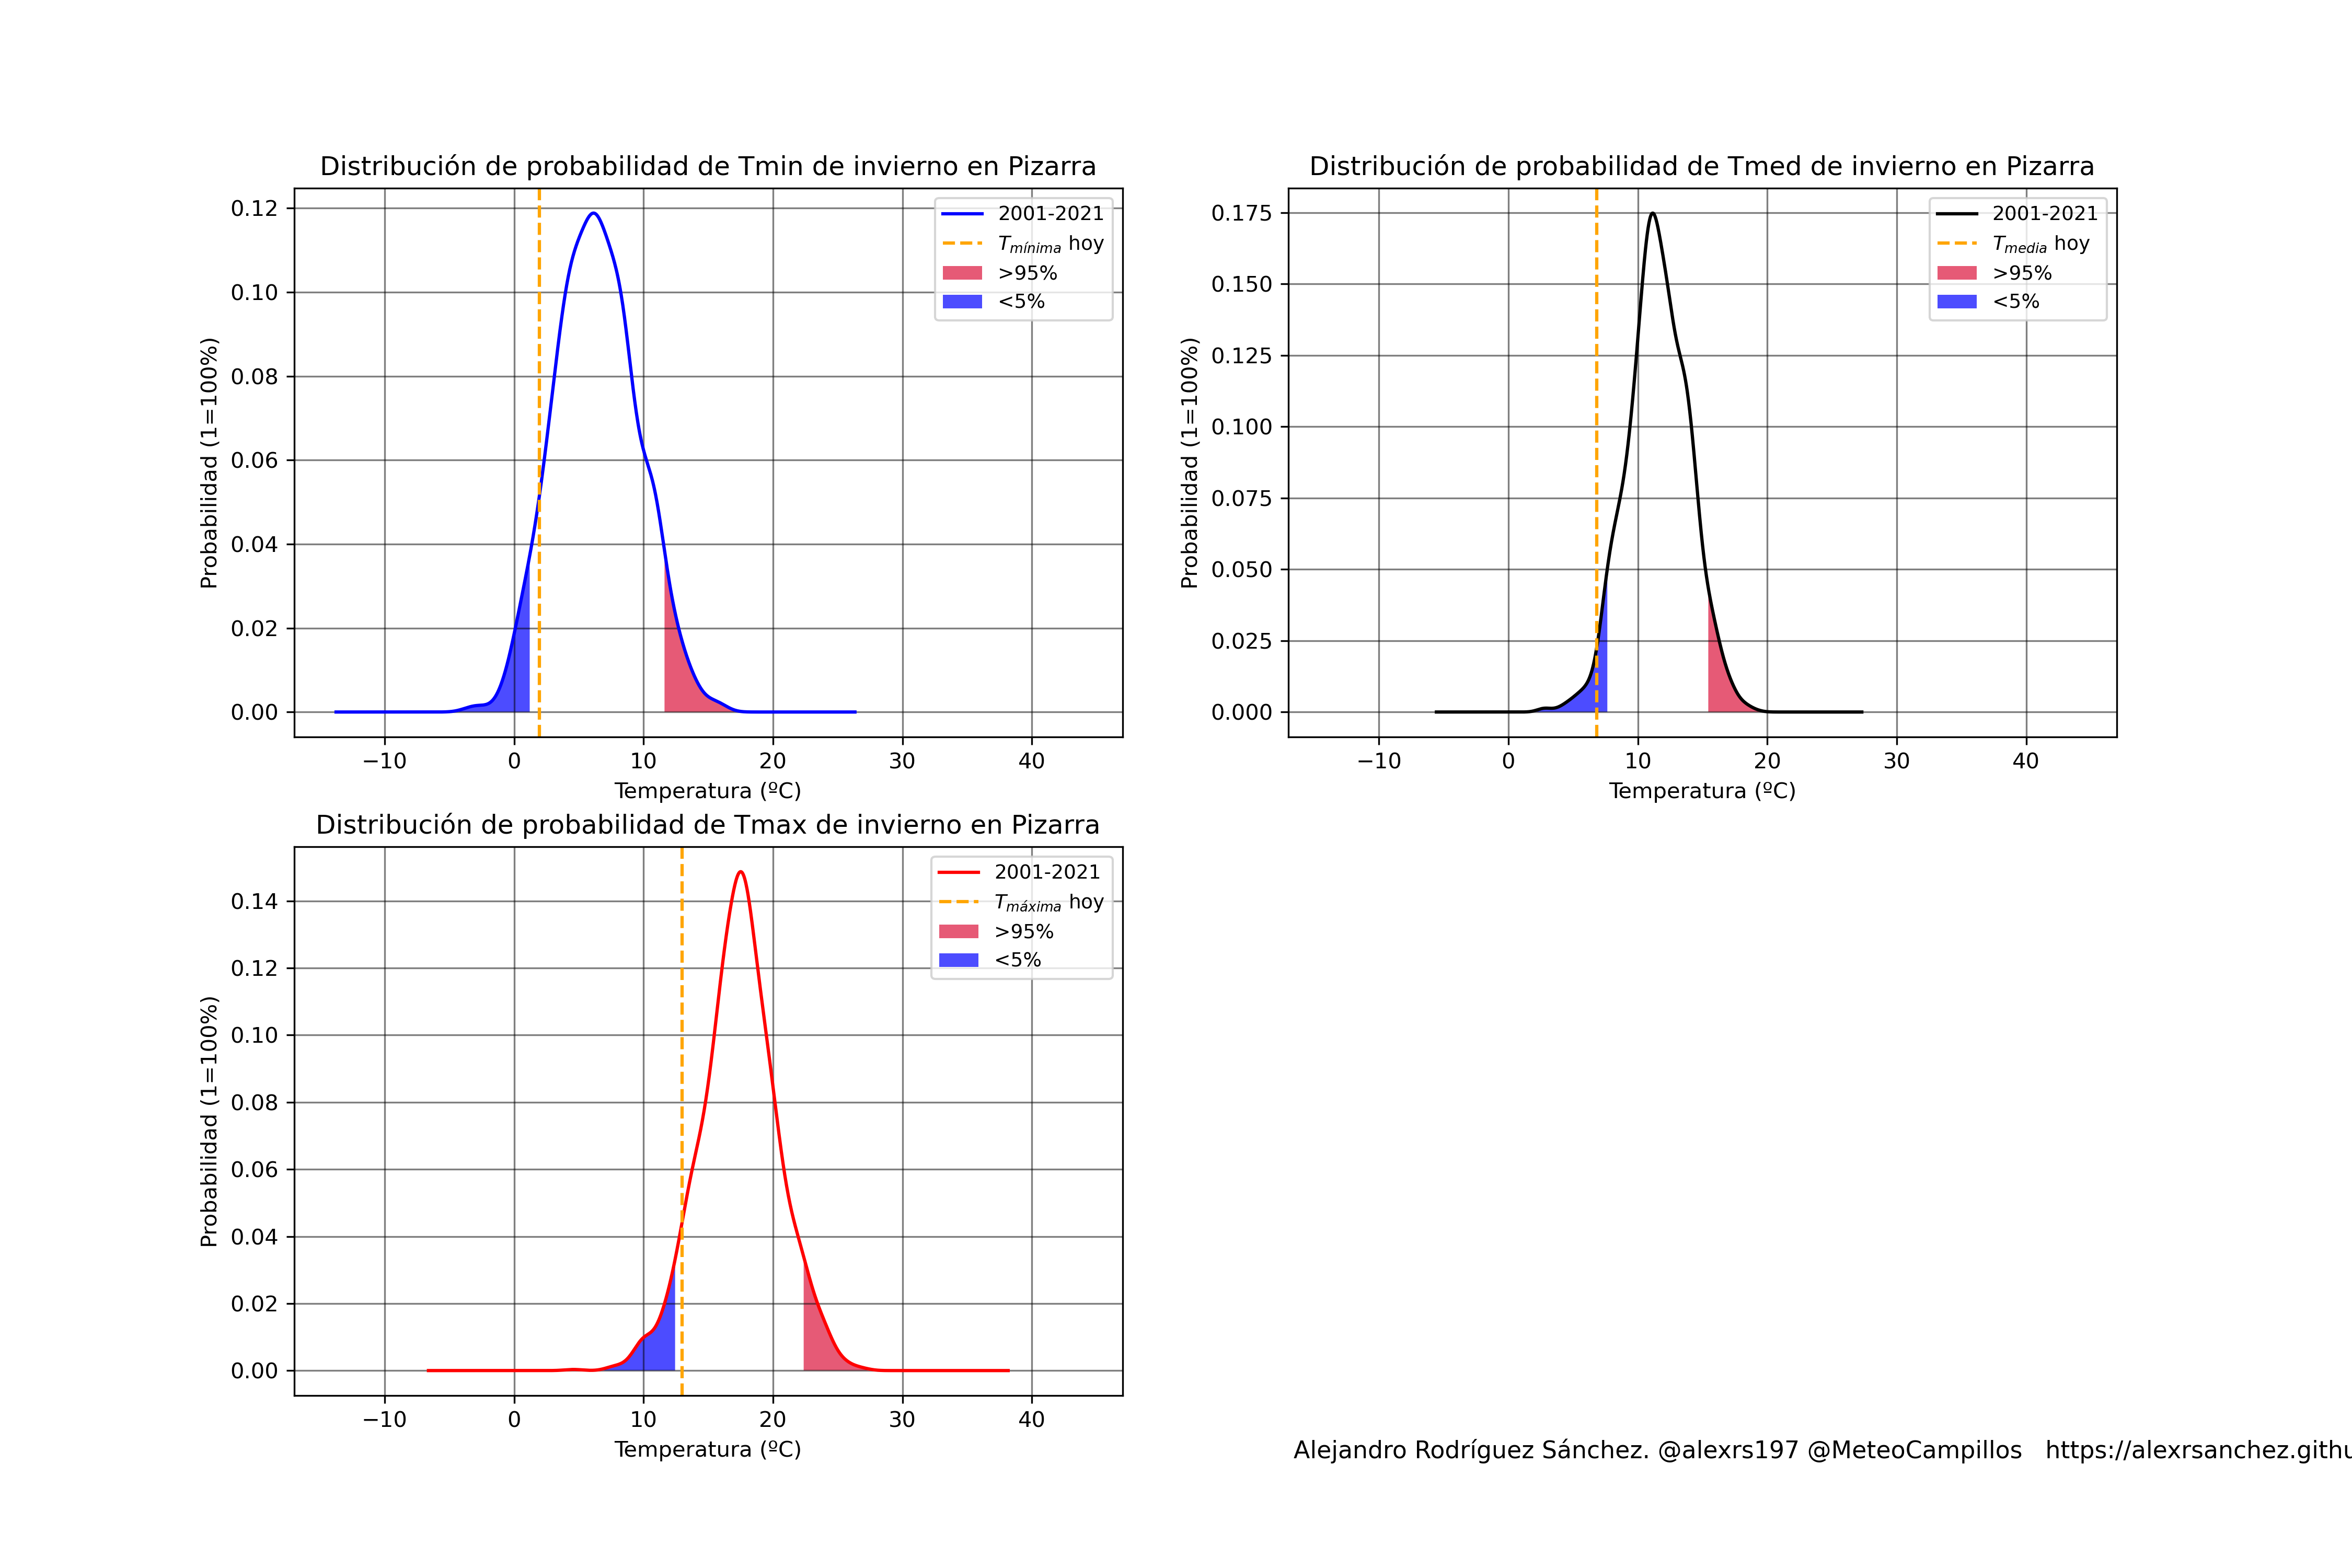 Distribución de probabilidad de Tmin de invierno en Pizarra
Probabilidad (1=100%)
0.12
0.10
0.08
0.06
0.04
0.02
0.00
−10 0 10 20 30 40
Temperatura (ºC)
2001-2021
Tmínima hoy
>95%
<5%
Distribución de probabilidad de Tmed de invierno en Pizarra
Probabilidad (1=100%)
0.175
0.150
0.125
0.100
0.075
0.050
0.025
0.000
−10 0 10 20 30 40
Temperatura (ºC)
2001-2021
Tmedia hoy
>95%
<5%
Distribución de probabilidad de Tmax de invierno en Pizarra
Probabilidad (1=100%)
0.14
0.12
0.10
0.08
0.06
0.04
0.02
0.00
−10 0 10 20 30 40
Temperatura (ºC)
2001-2021
Tmáxima hoy
>95%
<5%
Alejandro Rodríguez Sánchez. @alexrs197 @MeteoCampillos https://alexrsanchez.githu